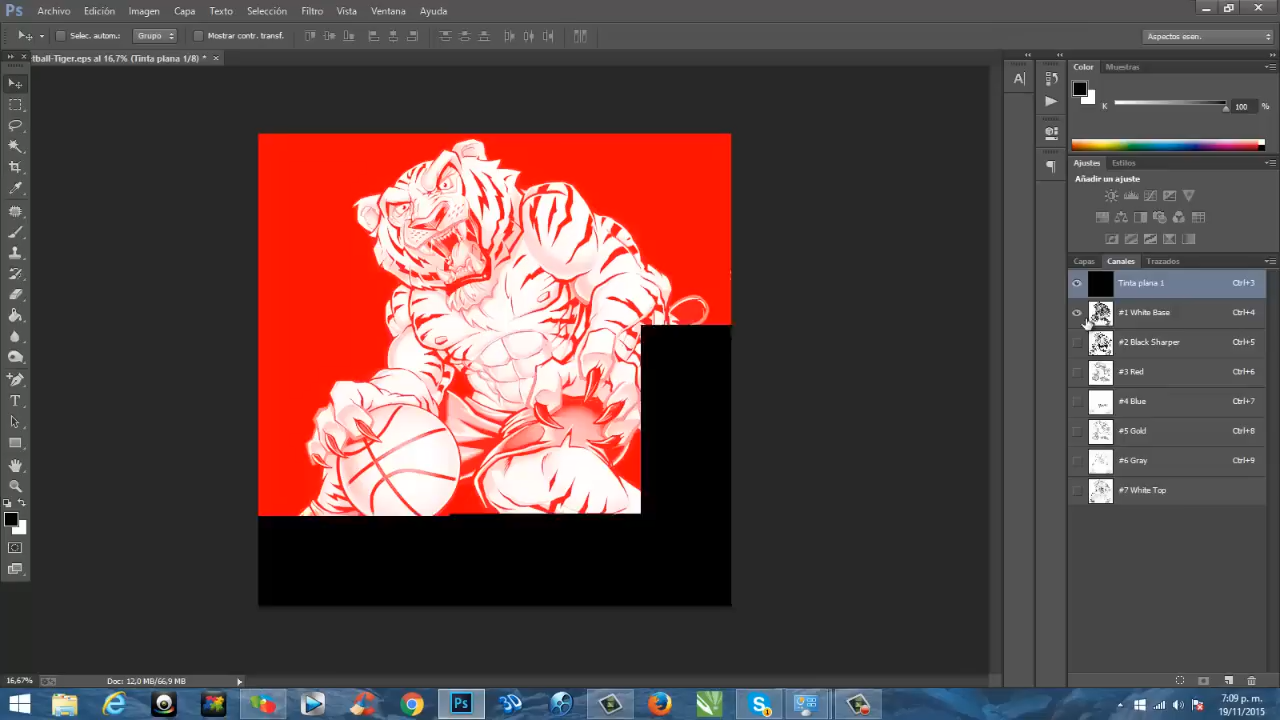 Ps Archivo Edición Imagen Capa Texto Selección Filtro Vista Ventana Ayuda
Selec. autom.: Grupo Mostrar contr. transf. Aspectos esen.
tball-Tiger.eps al 16,7% (Tinta plana 1/8) *
Color Muestras
K 100 %
Ajustes Estilos
Añadir un ajuste
Capas Canales Trazados
Tinta plana 1 Ctrl+3
#1 White Base Ctrl+4
#2 Black Sharper Ctrl+5
#3 Red Ctrl+6
#4 Blue Ctrl+7
#5 Gold Ctrl+8
#6 Gray Ctrl+9
#7 White Top
16,67% Doc: 12,0 MB/66,9 MB
7:09 p. m.
19/11/2015